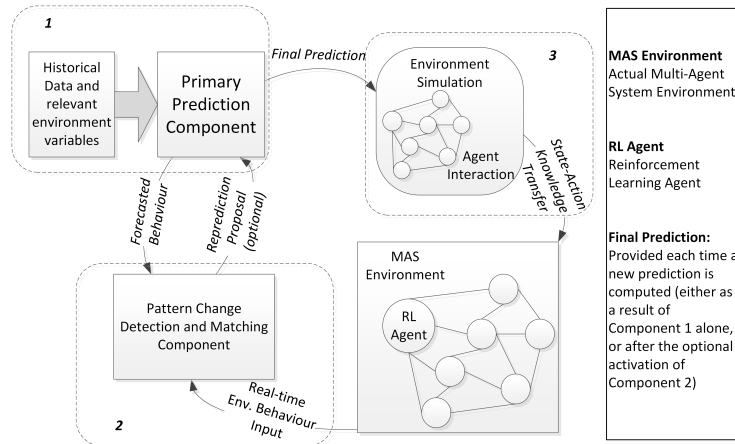 1
Historical
Data and
relevant
environment
variables
Primary
Prediction
Component
Final Prediction
3
Environment
Simulation
Agent
Interaction
State-Action
Knowledge
Transfer
Forecasted
Behaviour
Reprediction
Proposal
(optional)
Pattern Change
Detection and Matching
Component
2
Real-time
Env. Behaviour
Input
MAS
Environment
RL
Agent
MAS Environment
Actual Multi-Agent
System Environment
RL Agent
Reinforcement
Learning Agent
Final Prediction:
Provided each time a
new prediction is
computed (either as
a result of
Component 1 alone,
or after the optional
activation of
Component 2)